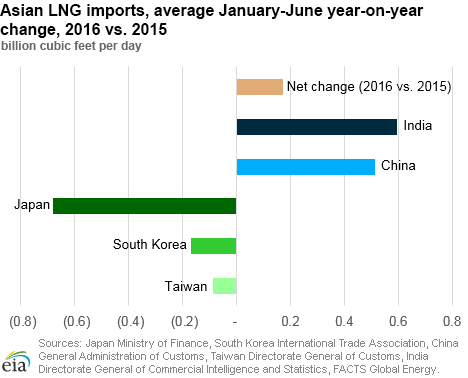 Asian LNG imports, average January-June year-on-year
change, 2016 vs. 2015
billion cubic feet per day
Net change (2016 vs. 2015)
India
China
Japan
South Korea
Taiwan
(0.8) (0.6) (0.4) (0.2) - 0.2 0.4 0.6 0.8
eia
Sources: Japan Ministry of Finance, South Korea International Trade Association, China
General Administration of Customs, Taiwan Directorate General of Customs, India
Directorate General of Commercial Intelligence and Statistics, FACTS Global Energy.